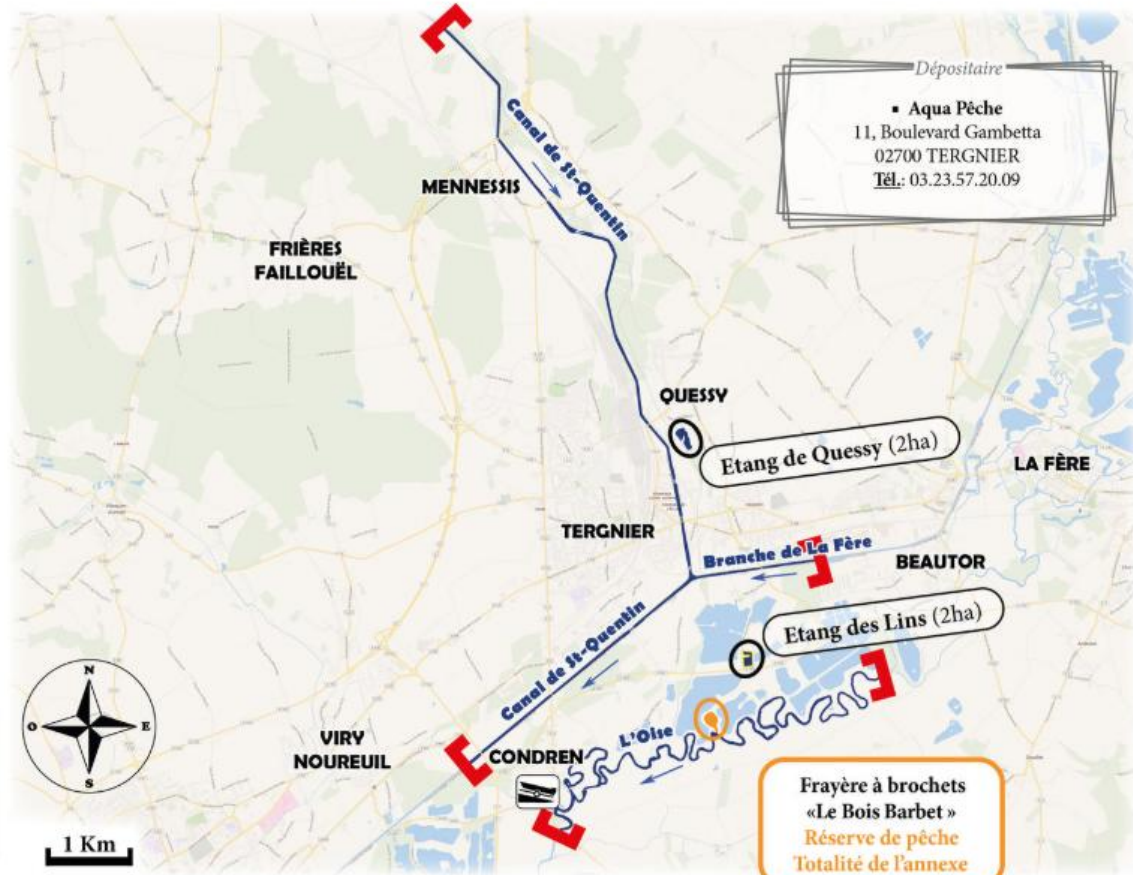 Dépositaire
▪ Aqua Pêche
11, Boulevard Gambetta
02700 TERGNIER
Tél.: 03.23.57.20.09
Canal de St-Quentin
MENNESSIS
FRIÈRES
FAILLOUËL
QUESSY
Etang de Quessy (2ha)
LA FÈRE
TERGNIER
Branche de La Fère
BEAUTOR
Etang des Lins (2ha)
Canal de St-Quentin
N
O
E
S
VIRY
NOUREUIL
CONDREN
L'Oise
Frayère à brochets
«Le Bois Barbet »
Réserve de pêche
Totalité de l'annexe
1 Km